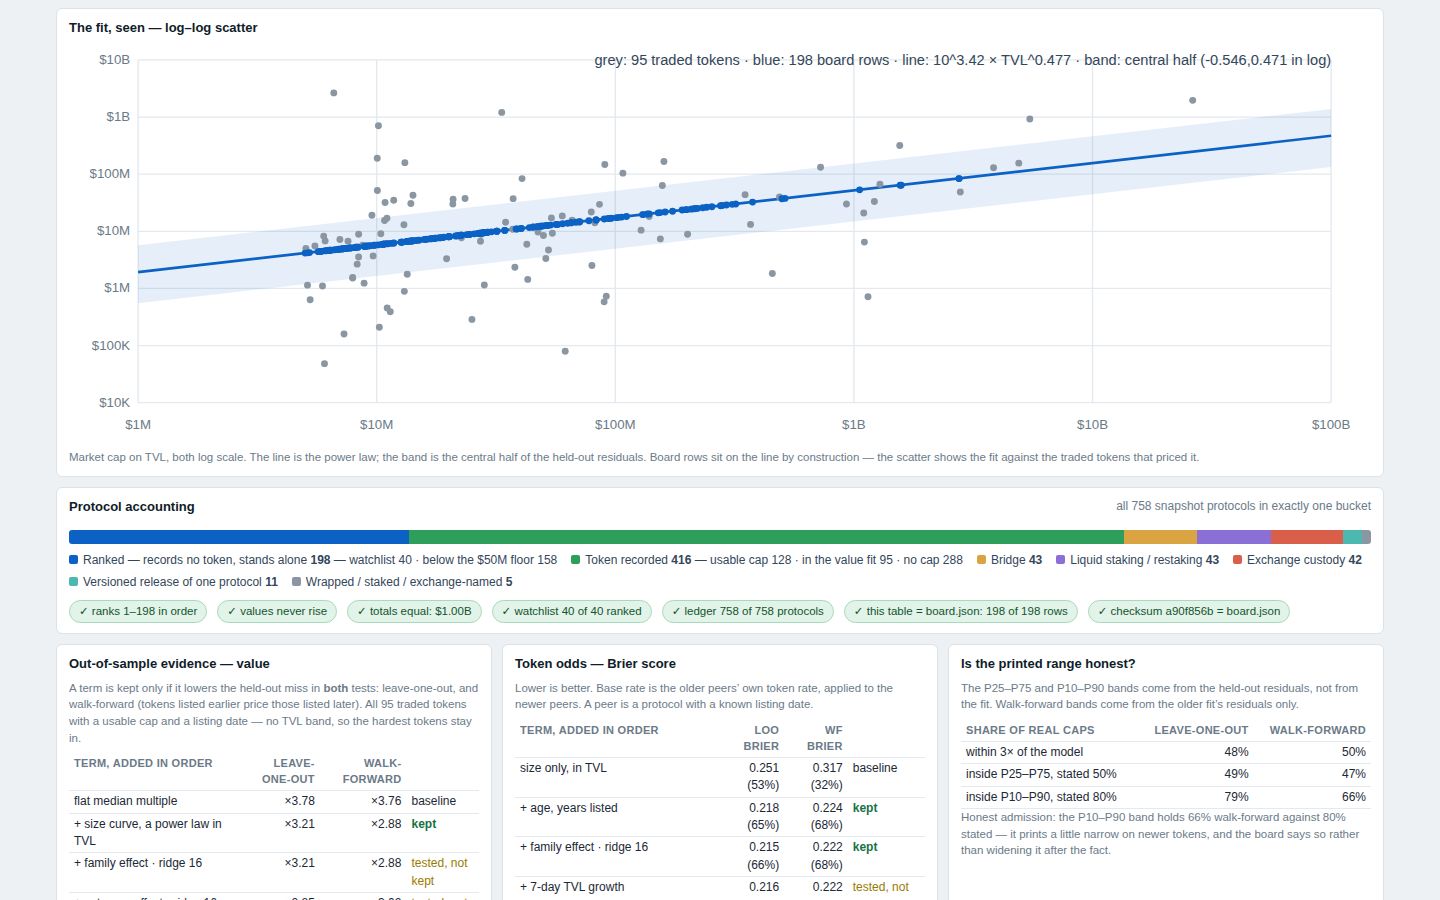 The fit, seen — log–log scatter
grey: 95 traded tokens · blue: 198 board rows · line: 10^3.42 × TVL^0.477 · band: central half (-0.546,0.471 in log)
$10B
$1B
$100M
$10M
$1M
$100K
$10K
$1M $10M $100M $1B $10B $100B
Market cap on TVL, both log scale. The line is the power law; the band is the central half of the held-out residuals. Board rows sit on the line by construction — the scatter shows the fit against the traded tokens that priced it.
Protocol accounting
all 758 snapshot protocols in exactly one bucket
Ranked — records no token, stands alone 198 — watchlist 40 · below the $50M floor 158 Token recorded 416 — usable cap 128 · in the value fit 95 · no cap 288 Bridge 43 Liquid staking / restaking 43 Exchange custody 42
Versioned release of one protocol 11 Wrapped / staked / exchange-named 5
✓ ranks 1–198 in order ✓ values never rise ✓ totals equal: $1.00B ✓ watchlist 40 of 40 ranked ✓ ledger 758 of 758 protocols ✓ this table = board.json: 198 of 198 rows ✓ checksum a90f856b = board.json
Out-of-sample evidence — value
A term is kept only if it lowers the held-out miss in both tests: leave-one-out, and
walk-forward (tokens listed earlier price those listed later). All 95 traded tokens
with a usable cap and a listing date — no TVL band, so the hardest tokens stay
in.
TERM, ADDED IN ORDER LEAVE- WALK-
ONE-OUT FORWARD
flat median multiple ×3.78 ×3.76 baseline
+ size curve, a power law in ×3.21 ×2.88 kept
TVL
+ family effect · ridge 16 ×3.21 ×2.88 tested, not
kept
Token odds — Brier score
Lower is better. Base rate is the older peers’ own token rate, applied to the
newer peers. A peer is a protocol with a known listing date.
TERM, ADDED IN ORDER LOO WF
BRIER BRIER
size only, in TVL 0.251 0.317 baseline
(53%) (32%)
+ age, years listed 0.218 0.224 kept
(65%) (68%)
+ family effect · ridge 16 0.215 0.222 kept
(66%) (68%)
+ 7-day TVL growth 0.216 0.222 tested, not
Is the printed range honest?
The P25–P75 and P10–P90 bands come from the held-out residuals, not from
the fit. Walk-forward bands come from the older fit’s residuals only.
SHARE OF REAL CAPS LEAVE-ONE-OUT WALK-FORWARD
within 3× of the model 48% 50%
inside P25–P75, stated 50% 49% 47%
inside P10–P90, stated 80% 79% 66%
Honest admission: the P10–P90 band holds 66% walk-forward against 80%
stated — it prints a little narrow on newer tokens, and the board says so rather
than widening it after the fact.